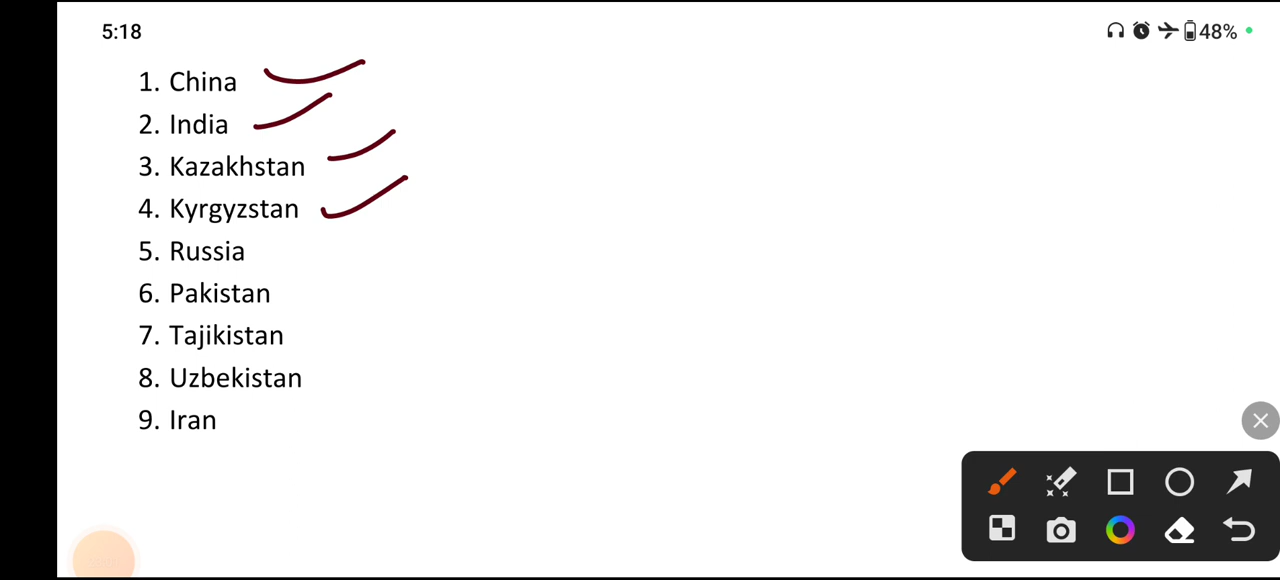 5:18
48%
1. China
2. India
3. Kazakhstan
4. Kyrgyzstan
5. Russia
6. Pakistan
7. Tajikistan
8. Uzbekistan
9. Iran